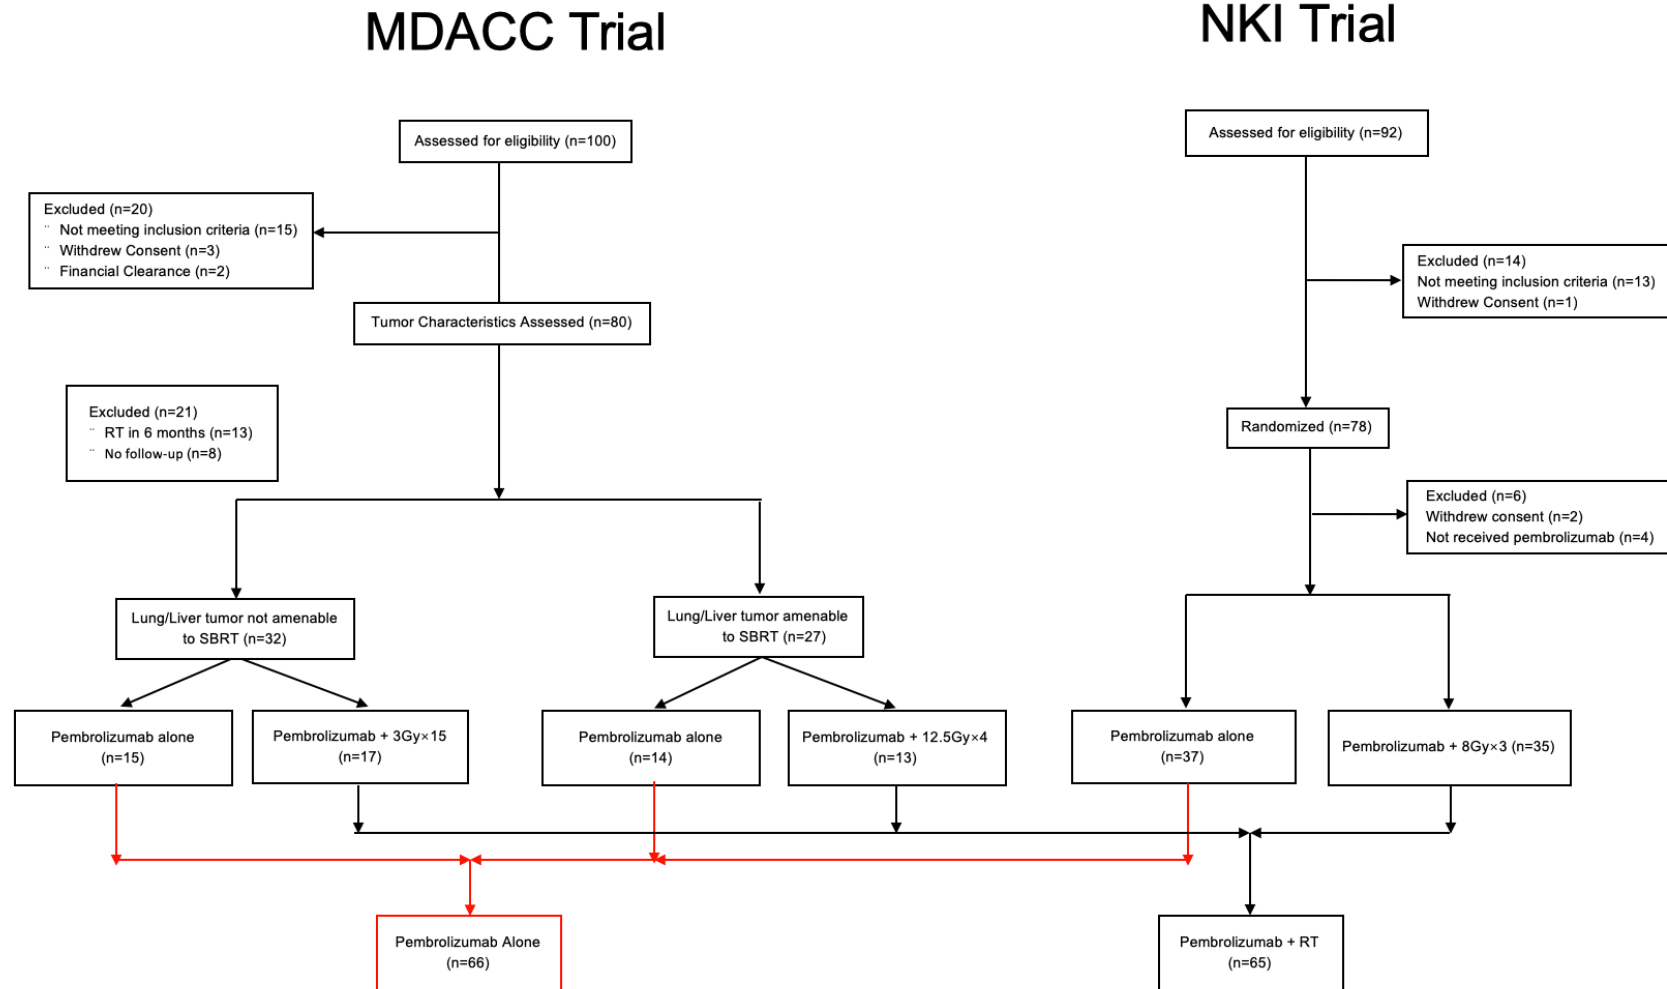 MDACC Trial
Assessed for eligibility (n=100)
Excluded (n=20)
¨ Not meeting inclusion criteria (n=15)
¨ Withdrew Consent (n=3)
¨ Financial Clearance (n=2)
Tumor Characteristics Assessed (n=80)
Excluded (n=21)
¨ RT in 6 months (n=13)
¨ No follow-up (n=8)
Lung/Liver tumor not amenable
to SBRT (n=32)
Lung/Liver tumor amenable
to SBRT (n=27)
Pembrolizumab alone
(n=15)
Pembrolizumab + 3Gy×15
(n=17)
Pembrolizumab alone
(n=14)
Pembrolizumab + 12.5Gy×4
(n=13)
NKI Trial
Assessed for eligibility (n=92)
Excluded (n=14)
Not meeting inclusion criteria (n=13)
Withdrew Consent (n=1)
Randomized (n=78)
Excluded (n=6)
Withdrew consent (n=2)
Not received pembrolizumab (n=4)
Pembrolizumab alone
(n=37)
Pembrolizumab + 8Gy×3 (n=35)
Pembrolizumab Alone
(n=66)
Pembrolizumab + RT
(n=65)